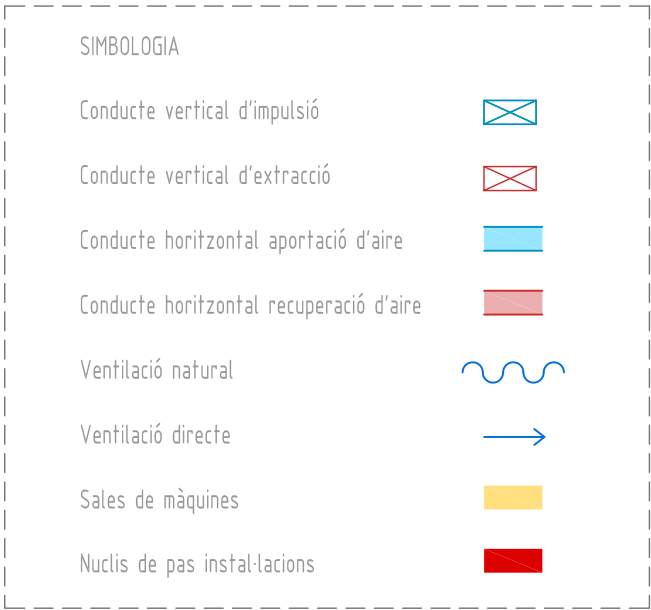 SIMBOLOGIA
Conducte vertical d'impulsió
Conducte vertical d'extracció
Conducte horitzontal aportació d'aire
Conducte horitzontal recuperació d'aire
Ventilació natural
Ventilació directe
Sales de màquines
Nuclis de pas instal·lacions